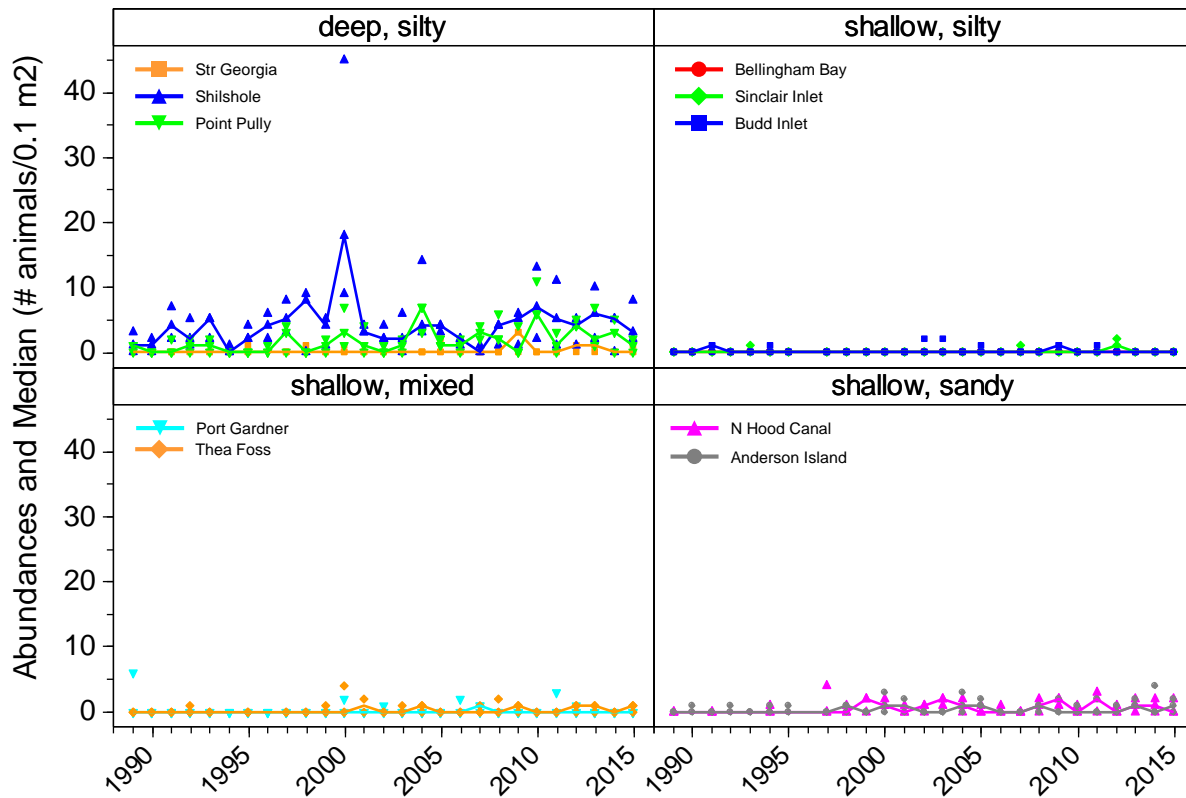 Abundances and Median (# animals/0.1 m2)
deep, silty
Str Georgia
Shilshole
Point Pully
40
30
20
10
0
shallow, silty
Bellingham Bay
Sinclair Inlet
Budd Inlet
shallow, mixed
Port Gardner
Thea Foss
40
30
20
10
0
1990
1995
2000
2005
2010
2015
shallow, sandy
N Hood Canal
Anderson Island
1990
1995
2000
2005
2010
2015